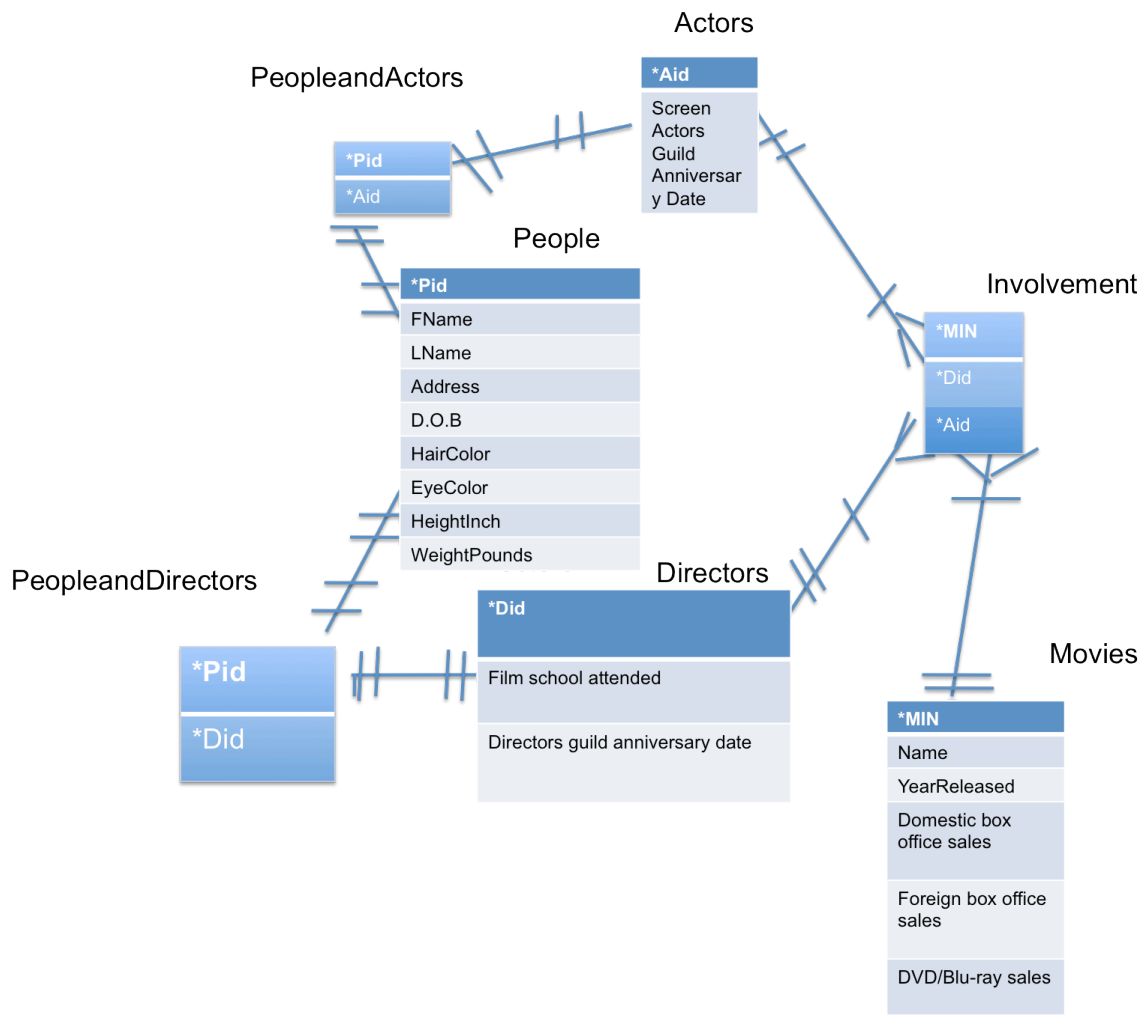 Actors
*Aid
Screen
Actors
Guild
Anniversar
y Date
PeopleandActors
*Pid
*Aid
People
*Pid
FName
LName
Address
D.O.B
HairColor
EyeColor
HeightInch
WeightPounds
Involvement
*MIN
*Did
*Aid
PeopleandDirectors
*Pid
*Did
Directors
*Did
Film school attended
Directors guild anniversary date
Movies
*MIN
Name
YearReleased
Domestic box
office sales
Foreign box office
sales
DVD/Blu-ray sales